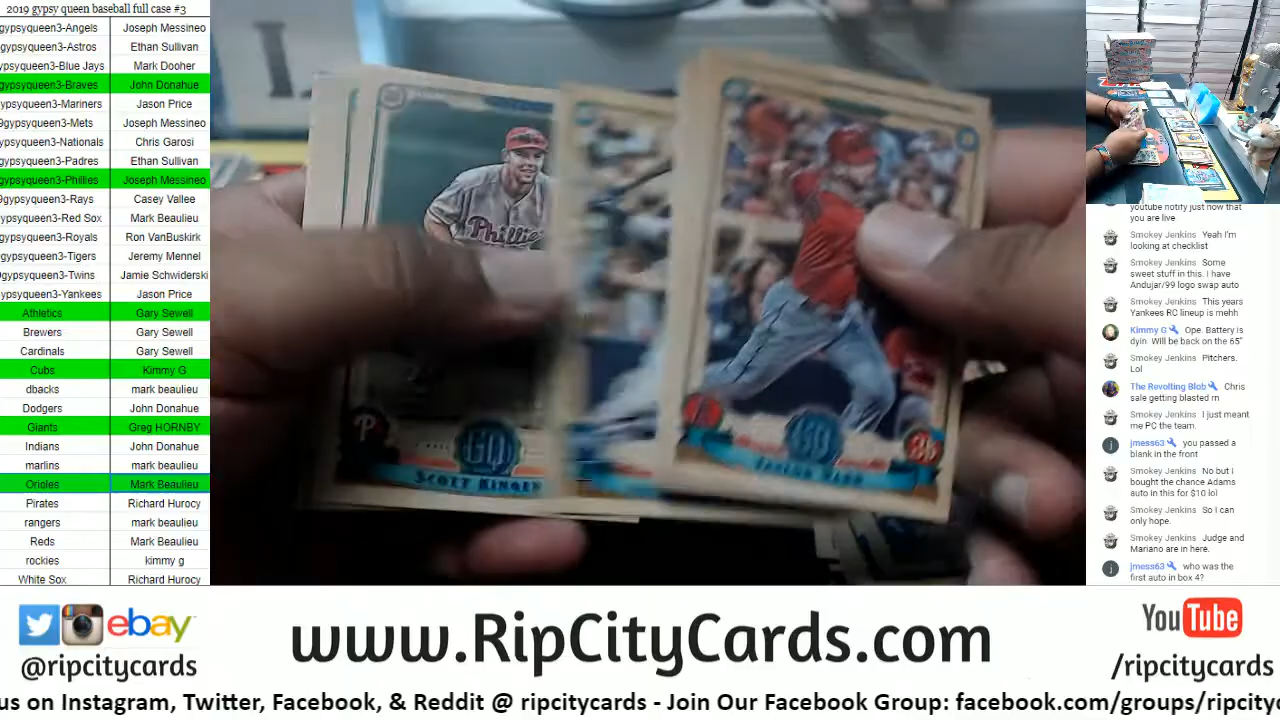 2019 gypsy queen baseball full case #3
gypsyqueen3-Angels Joseph Messineo
gypsyqueen3-Astros Ethan Sullivan
gypsyqueen3-Blue Jays Mark Dooher
gypsyqueen3-Braves John Donahue
gypsyqueen3-Mariners Jason Price
gypsyqueen3-Mets Joseph Messineo
gypsyqueen3-Nationals Chris Garosi
gypsyqueen3-Padres Ethan Sullivan
gypsyqueen3-Phillies Joseph Messineo
9gypsyqueen3-Rays Casey Vallee
gypsyqueen3-Red Sox Mark Beaulieu
gypsyqueen3-Royals Ron VanBuskirk
gypsyqueen3-Tigers Jeremy Mennel
gypsyqueen3-Twins Jamie Schwiderski
ypsyqueen3-Yankees Jason Price
Athletics Gary Sewell
Brewers Gary Sewell
Cardinals Gary Sewell
Cubs Kimmy G
dbacks mark beaulieu
Dodgers John Donahue
Giants Greg HORNBY
Indians John Donahue
marlins mark beaulieu
Orioles Mark Beaulieu
Pirates Richard Hurocy
rangers mark beaulieu
Reds Mark Beaulieu
rockies kimmy g
White Sox Richard Hurocy
Phillies
P
GQ
SCOTT KINGERY
youtube notify just now that
you are live
Smokey Jenkins Yeah I'm
looking at checklist
Smokey Jenkins Some
sweet stuff in this. I have
Andujar/99 logo swap auto
Smokey Jenkins This years
Yankees RC lineup is mehh
Kimmy G Ope. Battery is
dyin. Will be back on the 65"
Smokey Jenkins Pitchers.
Lol
The Revolting Blob Chris
sale getting blasted rn
Smokey Jenkins I just meant
me PC the team.
jmess63 you passed a
blank in the front
Smokey Jenkins No but i
bought the chance Adams
auto in this for $10 lol
Smokey Jenkins So I can
only hope.
Smokey Jenkins Judge and
Mariano are in here.
jmess63 who was the
first auto in box 4?
ebay
@ripcitycards
www.RipCityCards.com
YouTube
/ripcitycards
us on Instagram, Twitter, Facebook, & Reddit @ ripcitycards - Join Our Facebook Group: facebook.com/groups/ripcityc